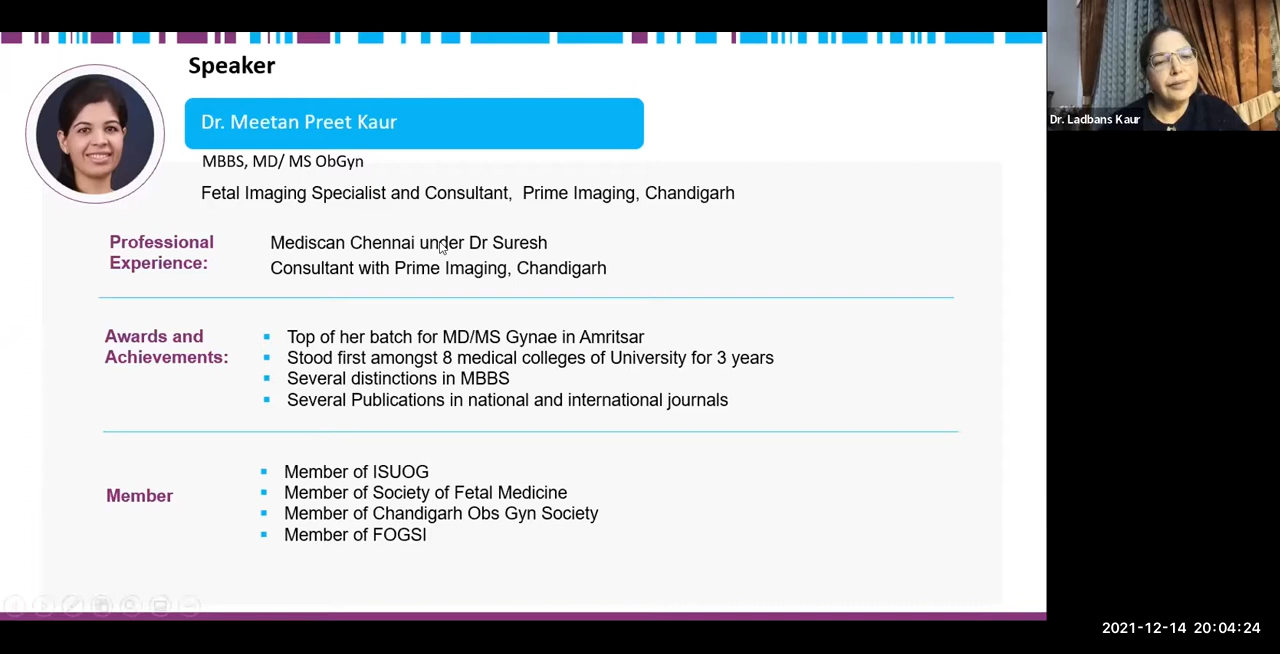 Speaker
Dr. Meetan Preet Kaur
MBBS, MD/ MS ObGyn
Fetal Imaging Specialist and Consultant, Prime Imaging, Chandigarh
Professional
Experience:
Mediscan Chennai under Dr Suresh
Consultant with Prime Imaging, Chandigarh
Awards and
Achievements:
Top of her batch for MD/MS Gynae in Amritsar
Stood first amongst 8 medical colleges of University for 3 years
Several distinctions in MBBS
Several Publications in national and international journals
Member
Member of ISUOG
Member of Society of Fetal Medicine
Member of Chandigarh Obs Gyn Society
Member of FOGSI
Dr. Ladbans Kaur
2021-12-14 20:04:24